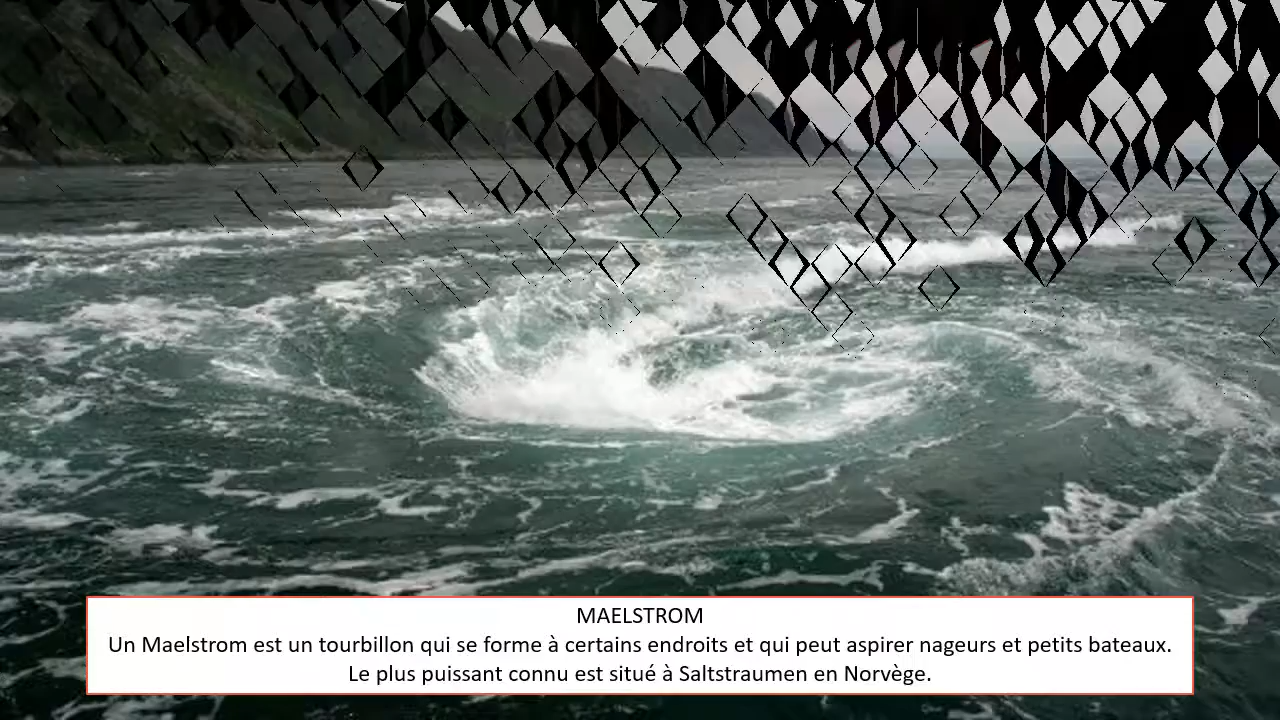 MAELSTROM
Un Maelstrom est un tourbillon qui se forme à certains endroits et qui peut aspirer nageurs et petits bateaux.
Le plus puissant connu est situé à Saltstraumen en Norvège.